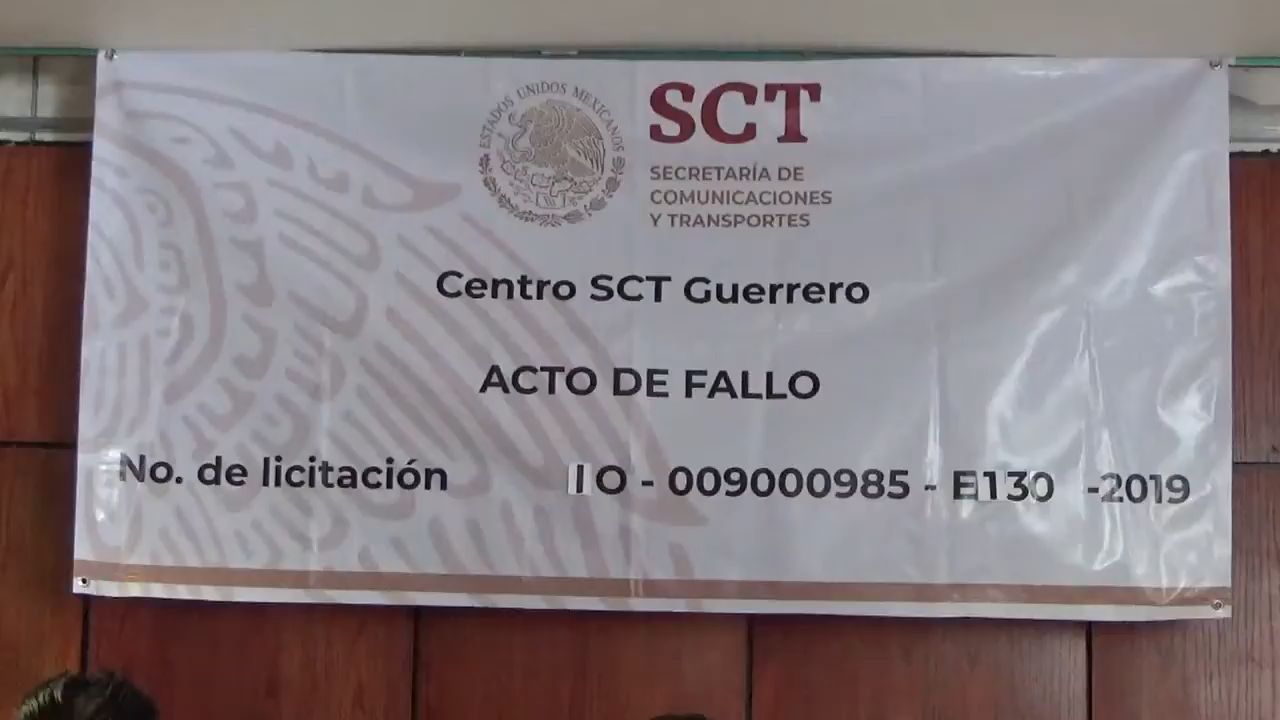 ESTADOS UNIDOS MEXICANOS
SCT
SECRETARÍA DE
COMUNICACIONES
Y TRANSPORTES
Centro SCT Guerrero
ACTO DE FALLO
No. de licitación IO - 009000985 - E130 -2019